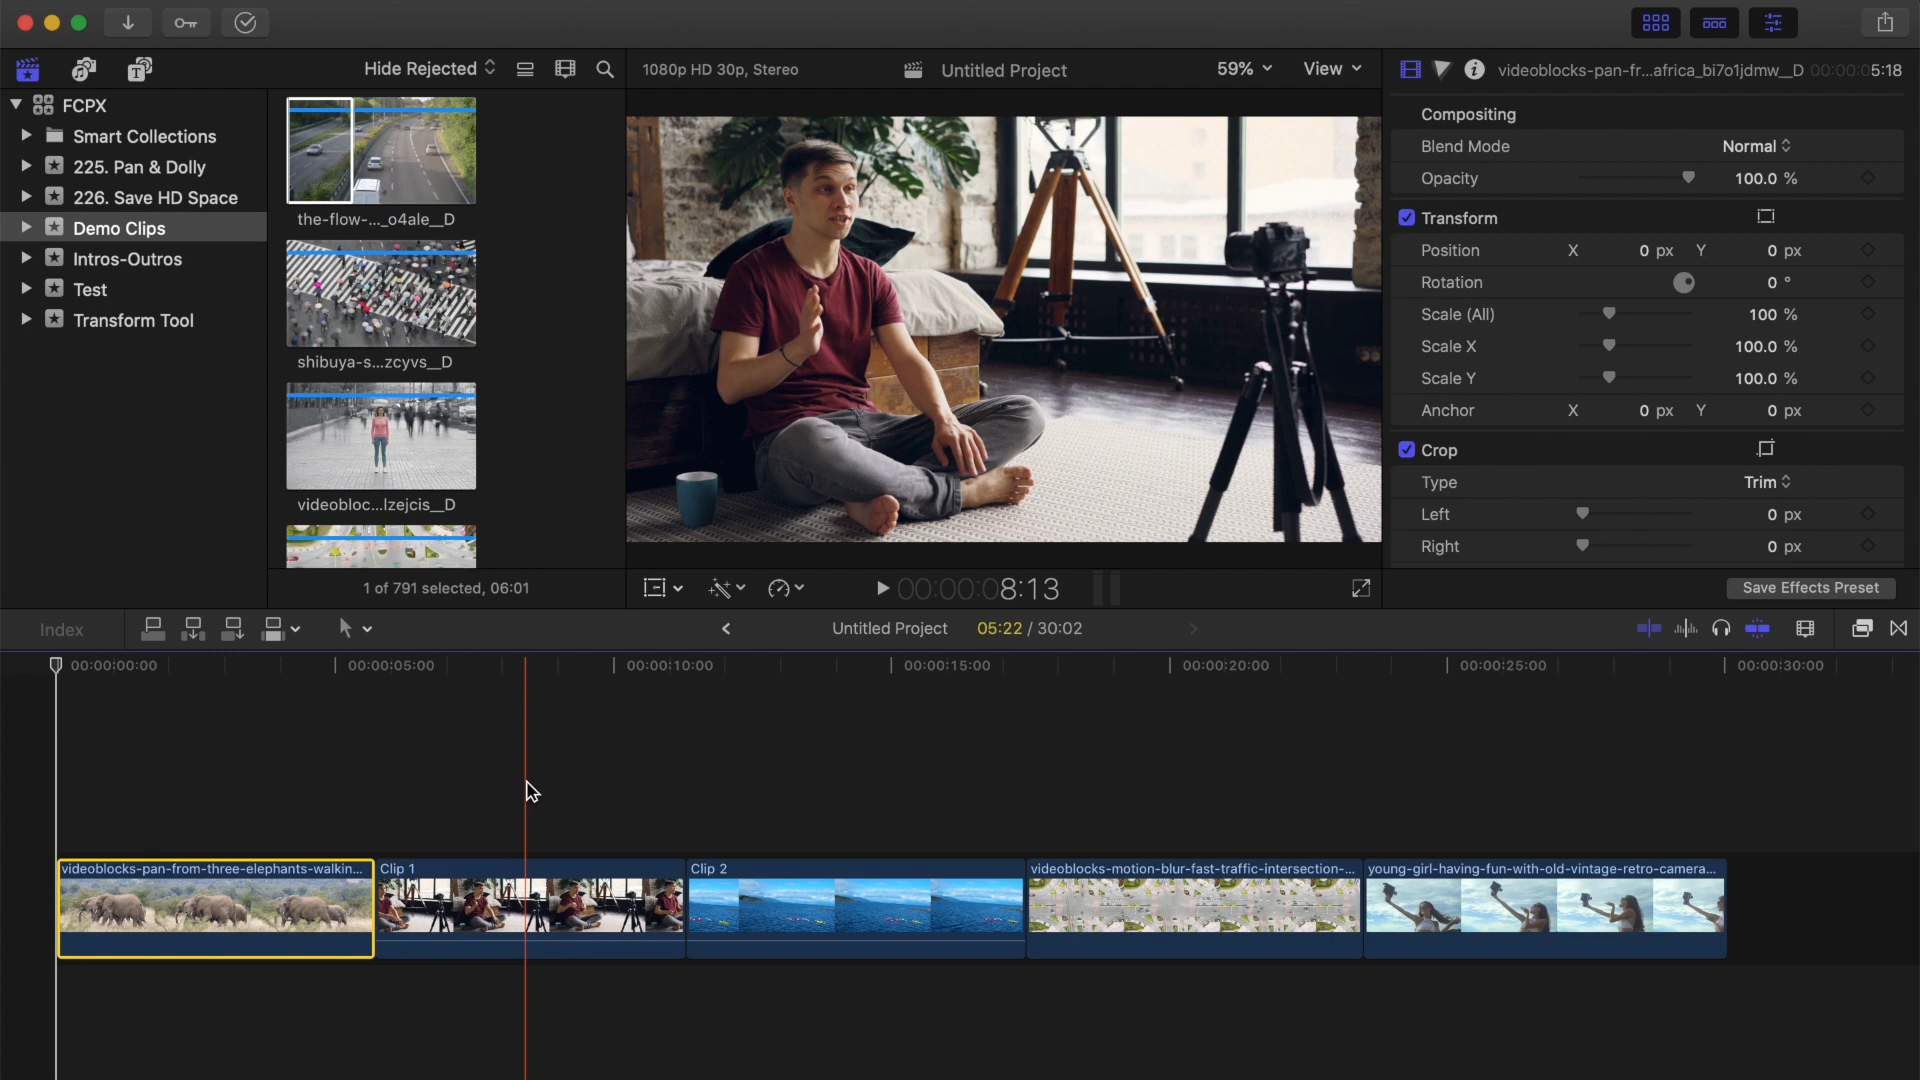 Hide Rejected
1080p HD 30p, Stereo
Untitled Project
59%
View
videoblocks-pan-fr...africa_bi7o1jdmw__D
00:00:05:18
FCPX
Smart Collections
225. Pan & Dolly
226. Save HD Space
Demo Clips
Intros-Outros
Test
Transform Tool
the-flow-..._o4ale__D
shibuya-s...zcyvs__D
videobloc...lzejcis__D
1 of 791 selected, 06:01
Compositing
Blend Mode
Normal
Opacity
100.0 %
Transform
Position X 0 px Y 0 px
Rotation 0 °
Scale (All) 100 %
Scale X 100.0 %
Scale Y 100.0 %
Anchor X 0 px Y 0 px
Crop
Type
Trim
Left 0 px
Right 0 px
Save Effects Preset
00:00:08:13
Index
Untitled Project
05:22 / 30:02
00:00:00:00
00:00:05:00
00:00:10:00
00:00:15:00
00:00:20:00
00:00:25:00
00:00:30:00
videoblocks-pan-from-three-elephants-walkin...
Clip 1
Clip 2
videoblocks-motion-blur-fast-traffic-intersection-...
young-girl-having-fun-with-old-vintage-retro-camera...